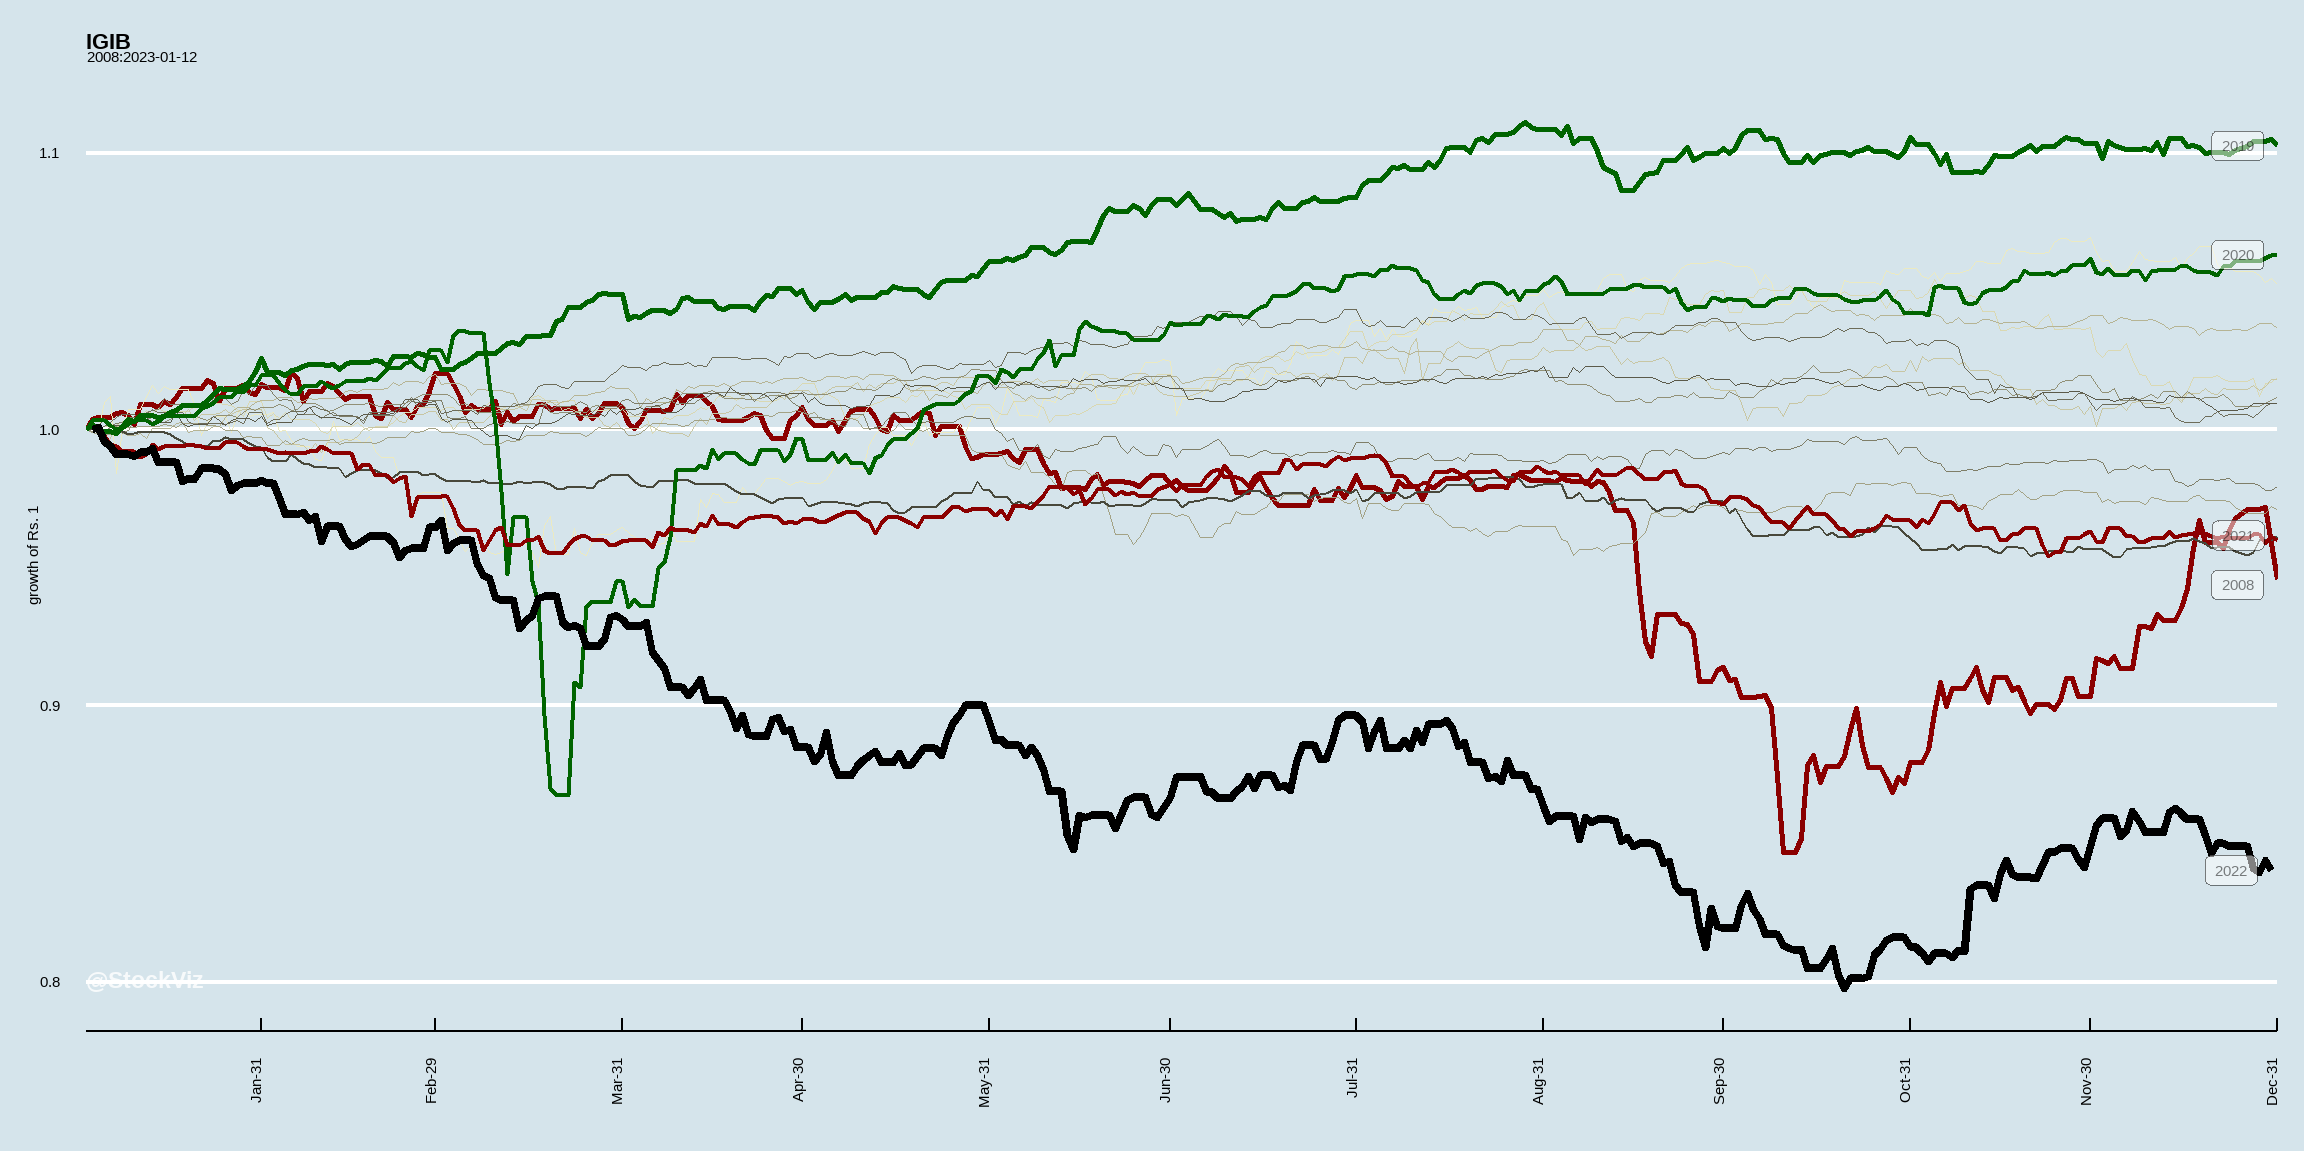 IGIB
2008:2023-01-12
growth of Rs. 1
1.1
1.0
0.9
0.8
2019
2020
2021
2008
2022
@StockViz
Jan-31
Feb-29
Mar-31
Apr-30
May-31
Jun-30
Jul-31
Aug-31
Sep-30
Oct-31
Nov-30
Dec-31